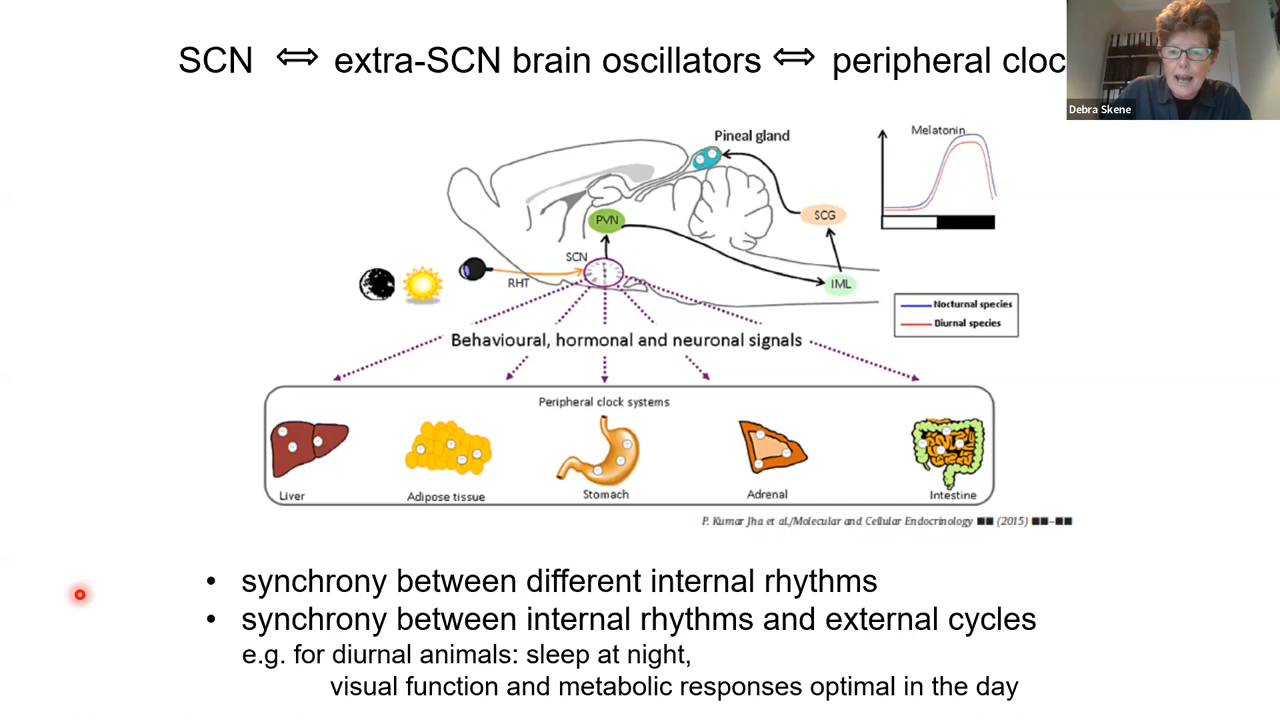 SCN ⇔ extra-SCN brain oscillators ⇔ peripheral cloc
Debra Skene
Pineal gland
Melatonin
PVN
SCG
SCN
RHT
IML
Nocturnal species
Diurnal species
Behavioural, hormonal and neuronal signals
Peripheral clock systems
Liver
Adipose tissue
Stomach
Adrenal
Intestine
P. Kumar Jha et al./Molecular and Cellular Endocrinology ■■ (2015) ■■–■■
• synchrony between different internal rhythms
• synchrony between internal rhythms and external cycles
e.g. for diurnal animals: sleep at night,
visual function and metabolic responses optimal in the day